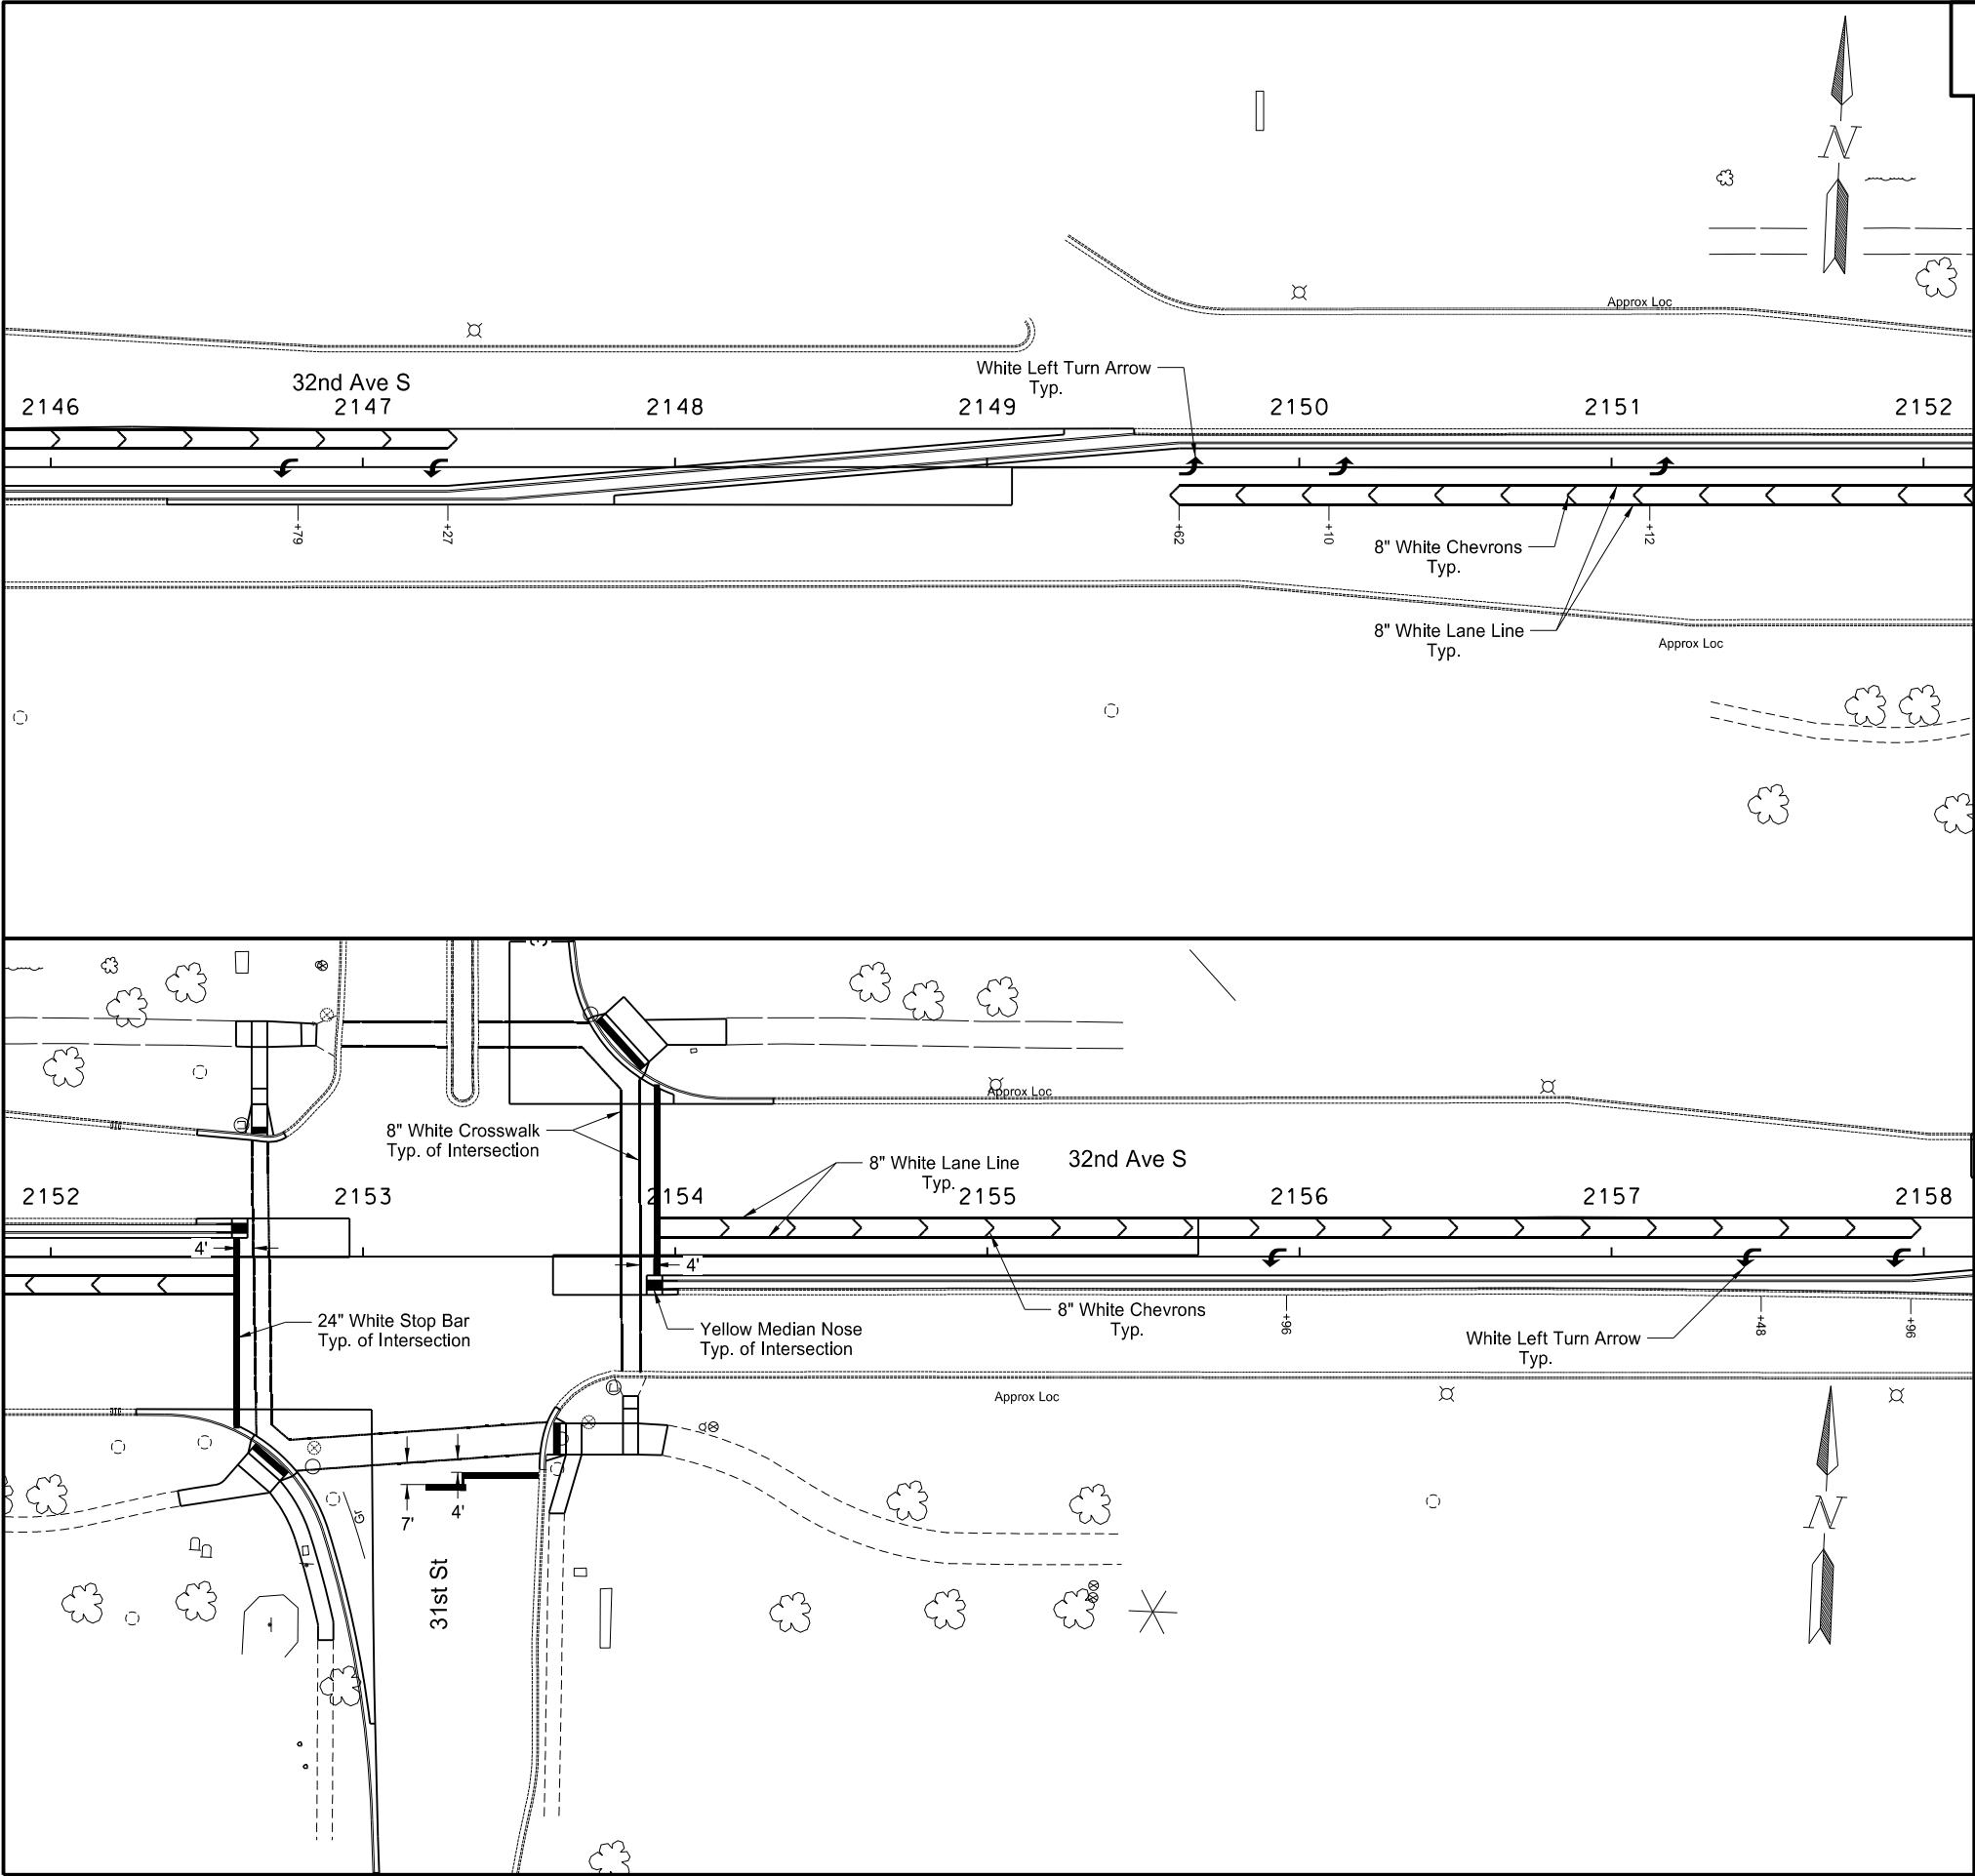 N
Approx Loc
White Left Turn Arrow
Typ.
32nd Ave S
2146 2147 2148 2149 2150 2151 2152
+79 +27 +62 +10 +12
8" White Chevrons
Typ.
8" White Lane Line
Typ.
Approx Loc
Approx Loc
8" White Crosswalk
Typ. of Intersection
8" White Lane Line
Typ.
32nd Ave S
2152 2153 2154 2155 2156 2157 2158
4'
4'
24" White Stop Bar
Typ. of Intersection
Yellow Median Nose
Typ. of Intersection
8" White Chevrons
Typ.
+96 +48 +96
White Left Turn Arrow
Typ.
Approx Loc
7' 4'
Gr
31st St
N